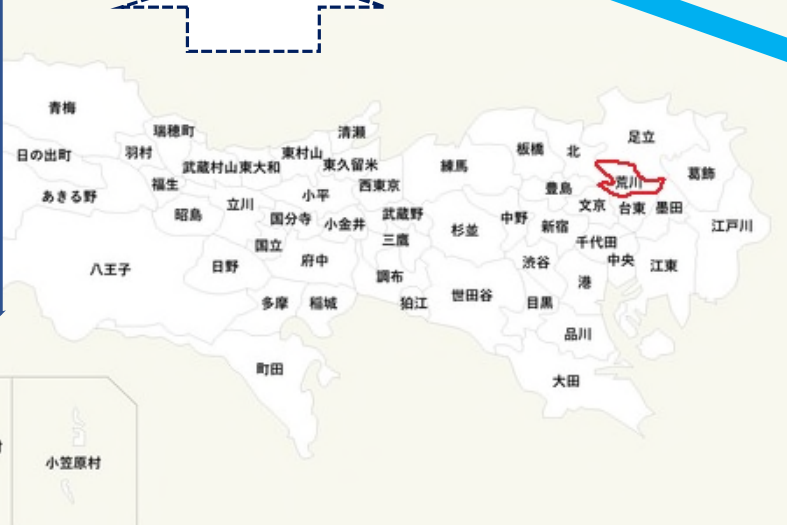 青梅
瑞穂町
清瀬
足立
日の出町
羽村
武蔵村山
東大和
東村山
東久留米
練馬
板橋
北
葛飾
あきる野
福生
西東京
豊島
荒川
昭島
立川
小平
武蔵野
文京
台東
墨田
国分寺
小金井
杉並
中野
新宿
江戸川
国立
三鷹
千代田
八王子
日野
府中
調布
渋谷
中央
江東
港
多摩
稲城
狛江
世田谷
目黒
品川
町田
大田
小笠原村